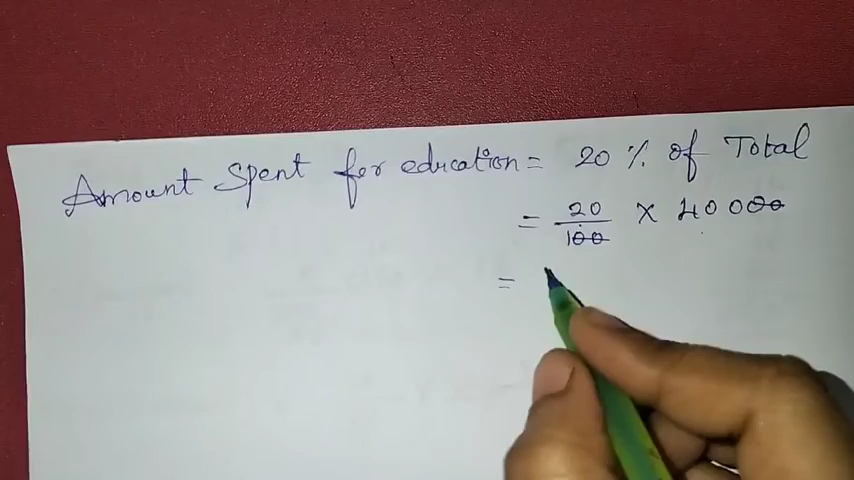 Amount Spent for education = 20 % of Total
= 20/100 × 40000
=